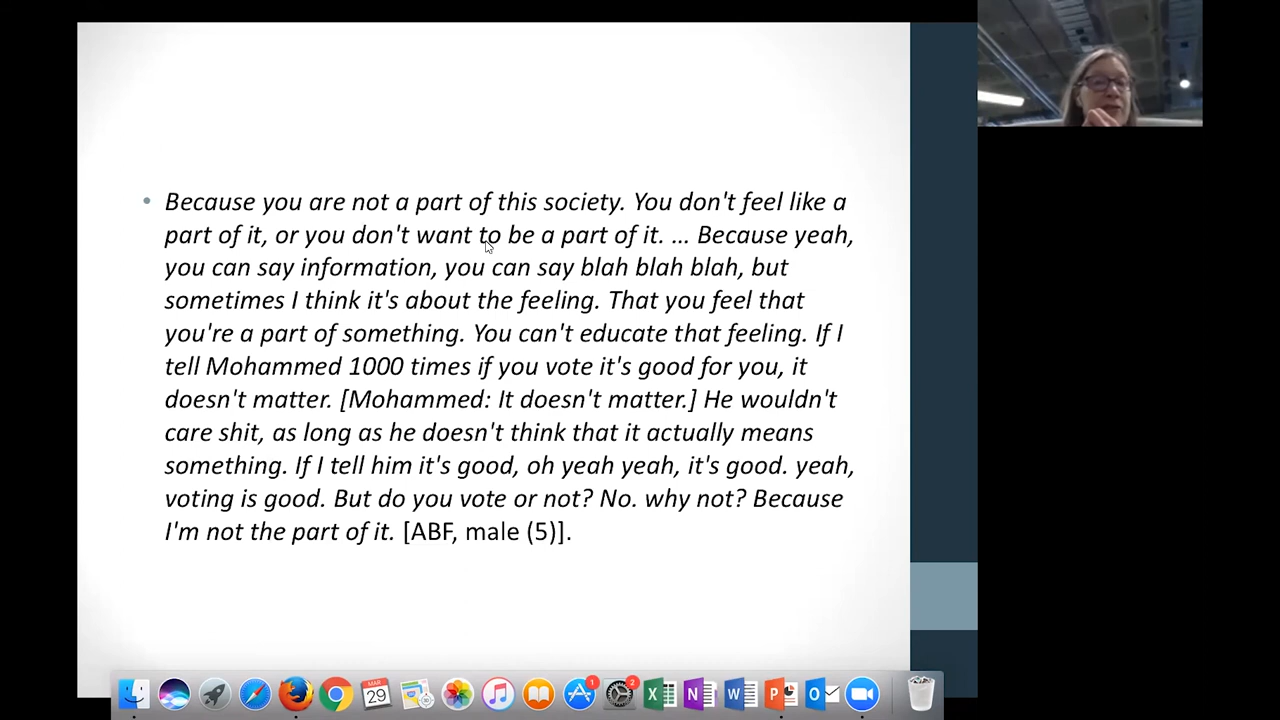 • Because you are not a part of this society. You don't feel like a
part of it, or you don't want to be a part of it. ... Because yeah,
you can say information, you can say blah blah blah, but
sometimes I think it's about the feeling. That you feel that
you're a part of something. You can't educate that feeling. If I
tell Mohammed 1000 times if you vote it's good for you, it
doesn't matter. [Mohammed: It doesn't matter.] He wouldn't
care shit, as long as he doesn't think that it actually means
something. If I tell him it's good, oh yeah yeah, it's good. yeah,
voting is good. But do you vote or not? No. why not? Because
I'm not the part of it. [ABF, male (5)].
MAR
29
1
2
X
N
W
P
O